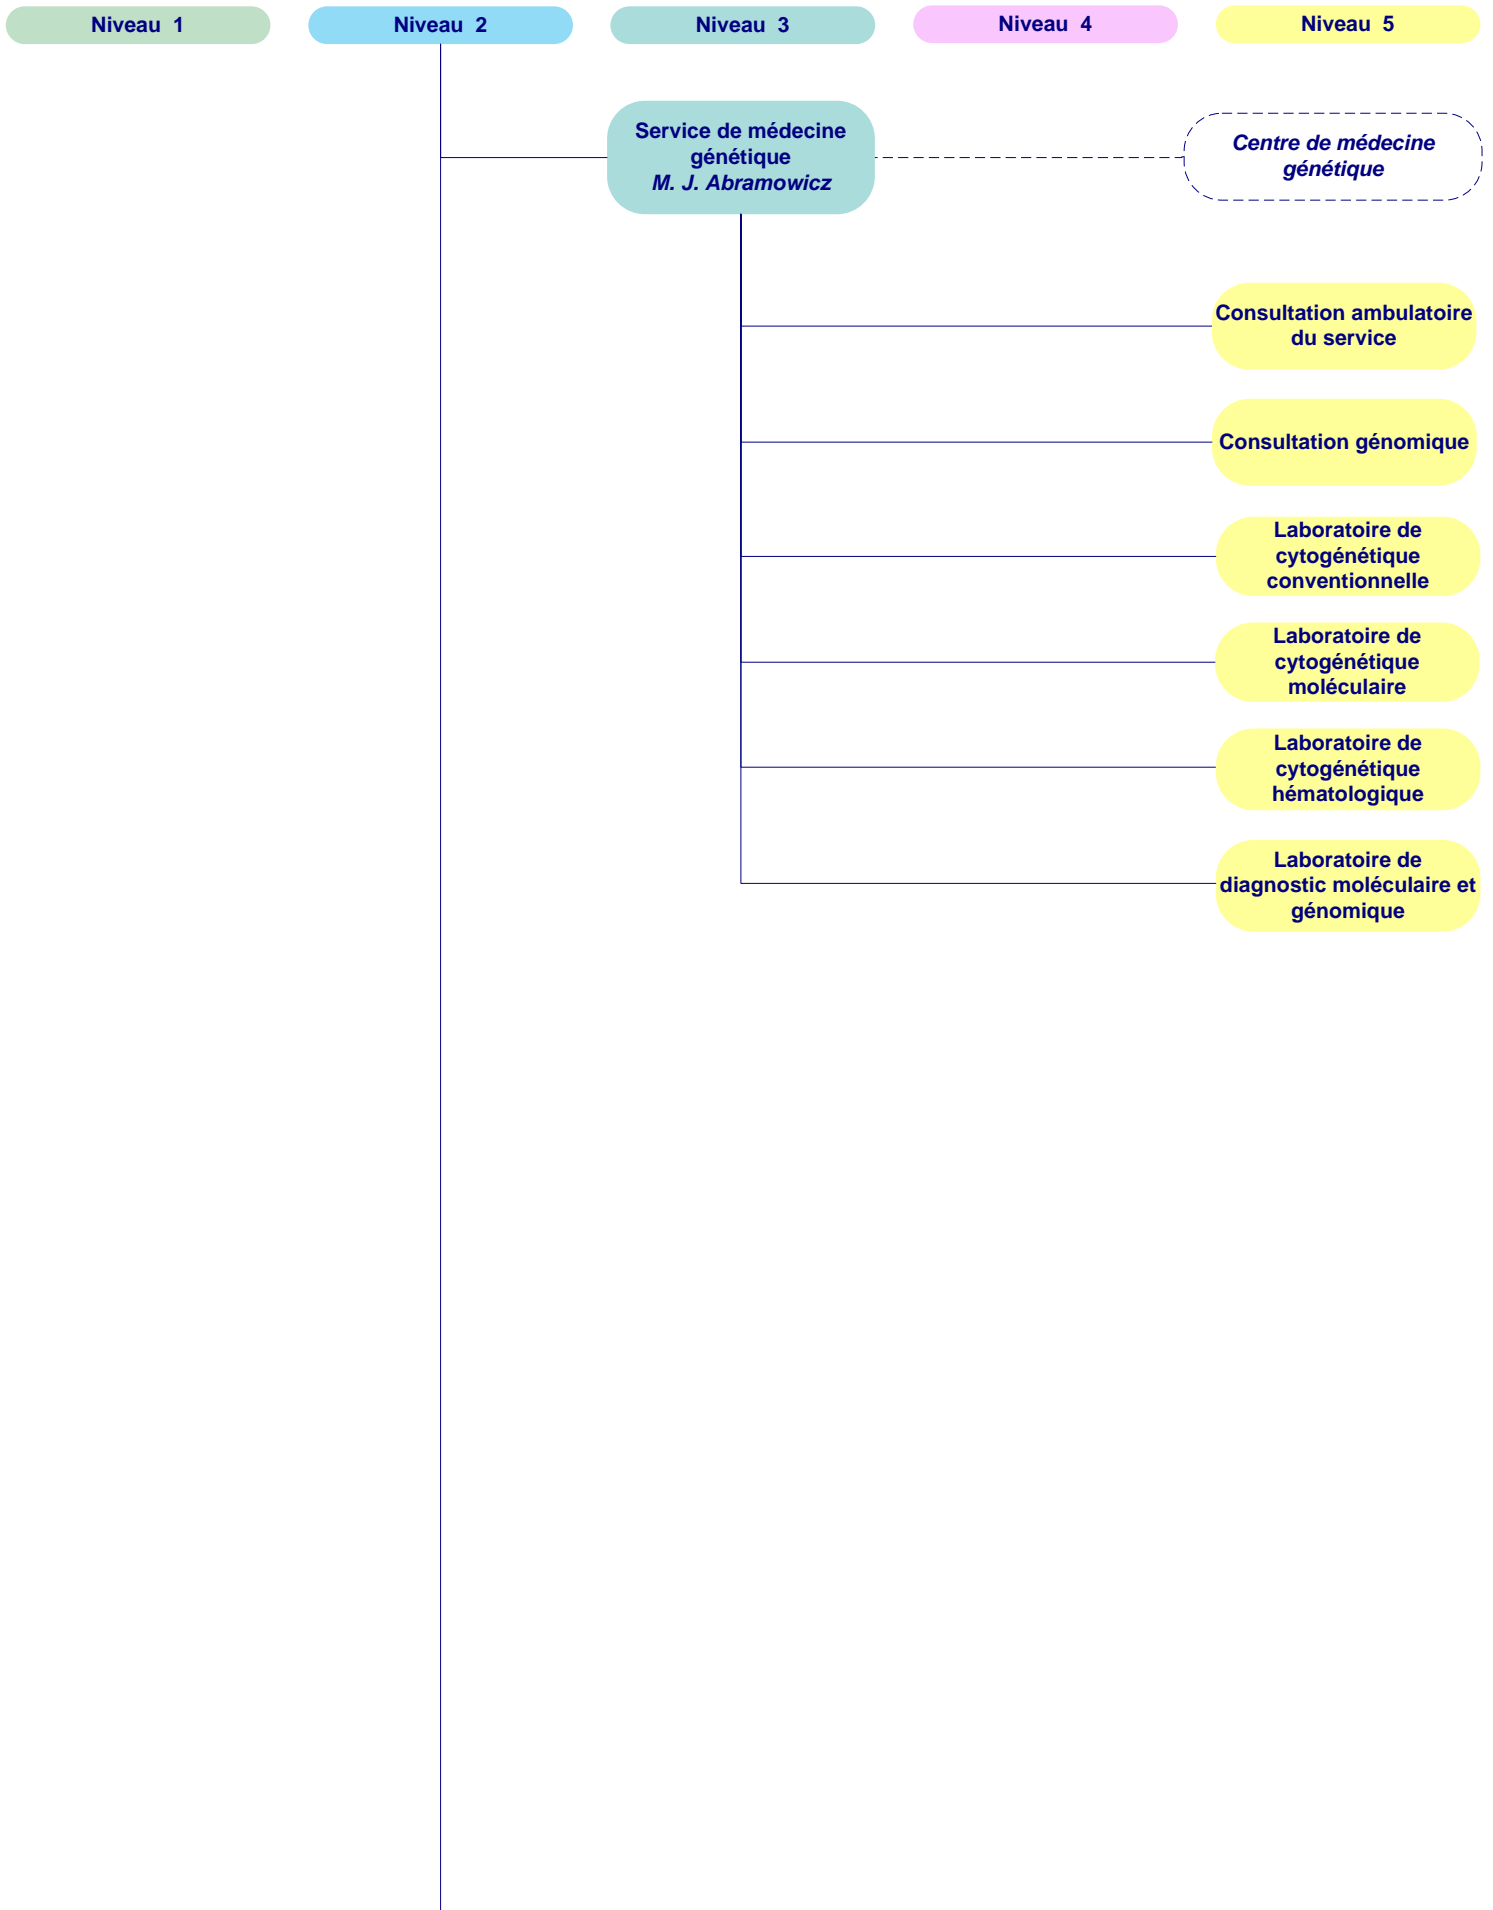 Niveau 1
Niveau 2
Niveau 3
Niveau 4
Niveau 5
Service de médecine
génétique
M. J. Abramowicz
Centre de médecine
génétique
Consultation ambulatoire
du service
Consultation génomique
Laboratoire de
cytogénétique
conventionnelle
Laboratoire de
cytogénétique
moléculaire
Laboratoire de
cytogénétique
hématologique
Laboratoire de
diagnostic moléculaire et
génomique